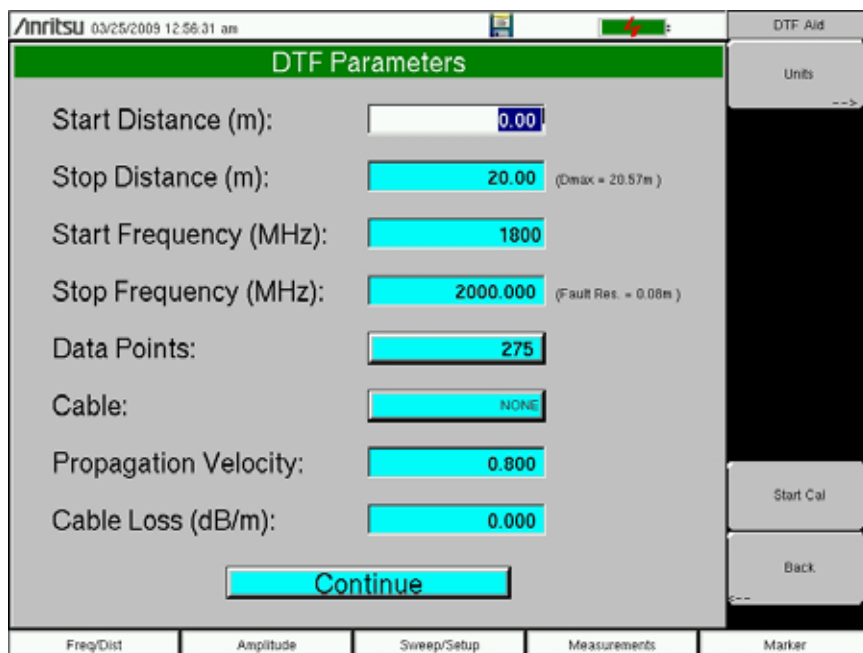 Anritsu 03/25/2009 12:56:31 am
DTF Aid
DTF Parameters
Units
-->
Start Distance (m): 0.00
Stop Distance (m): 20.00 (Dmax = 20.57m )
Start Frequency (MHz): 1800
Stop Frequency (MHz): 2000.000 (Fault Res. = 0.08m )
Data Points: 275
Cable: NONE
Propagation Velocity: 0.800
Start Cal
Cable Loss (dB/m): 0.000
Continue
Back
<--
Freq/Dist Amplitude Sweep/Setup Measurements Marker